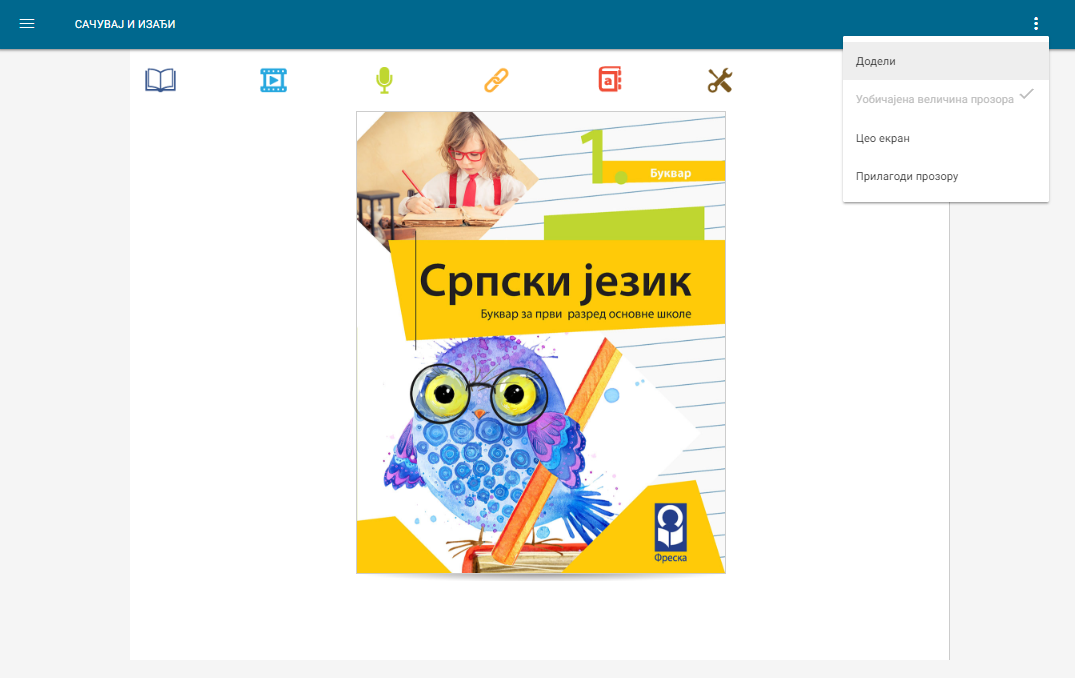 САЧУВАЈ И ИЗАЂИ
Додели
Уобичајена величина прозора
Цео екран
Прилагоди прозору
a
1.
Буквар
Српски језик
Буквар за први разред основне школе
Фреска